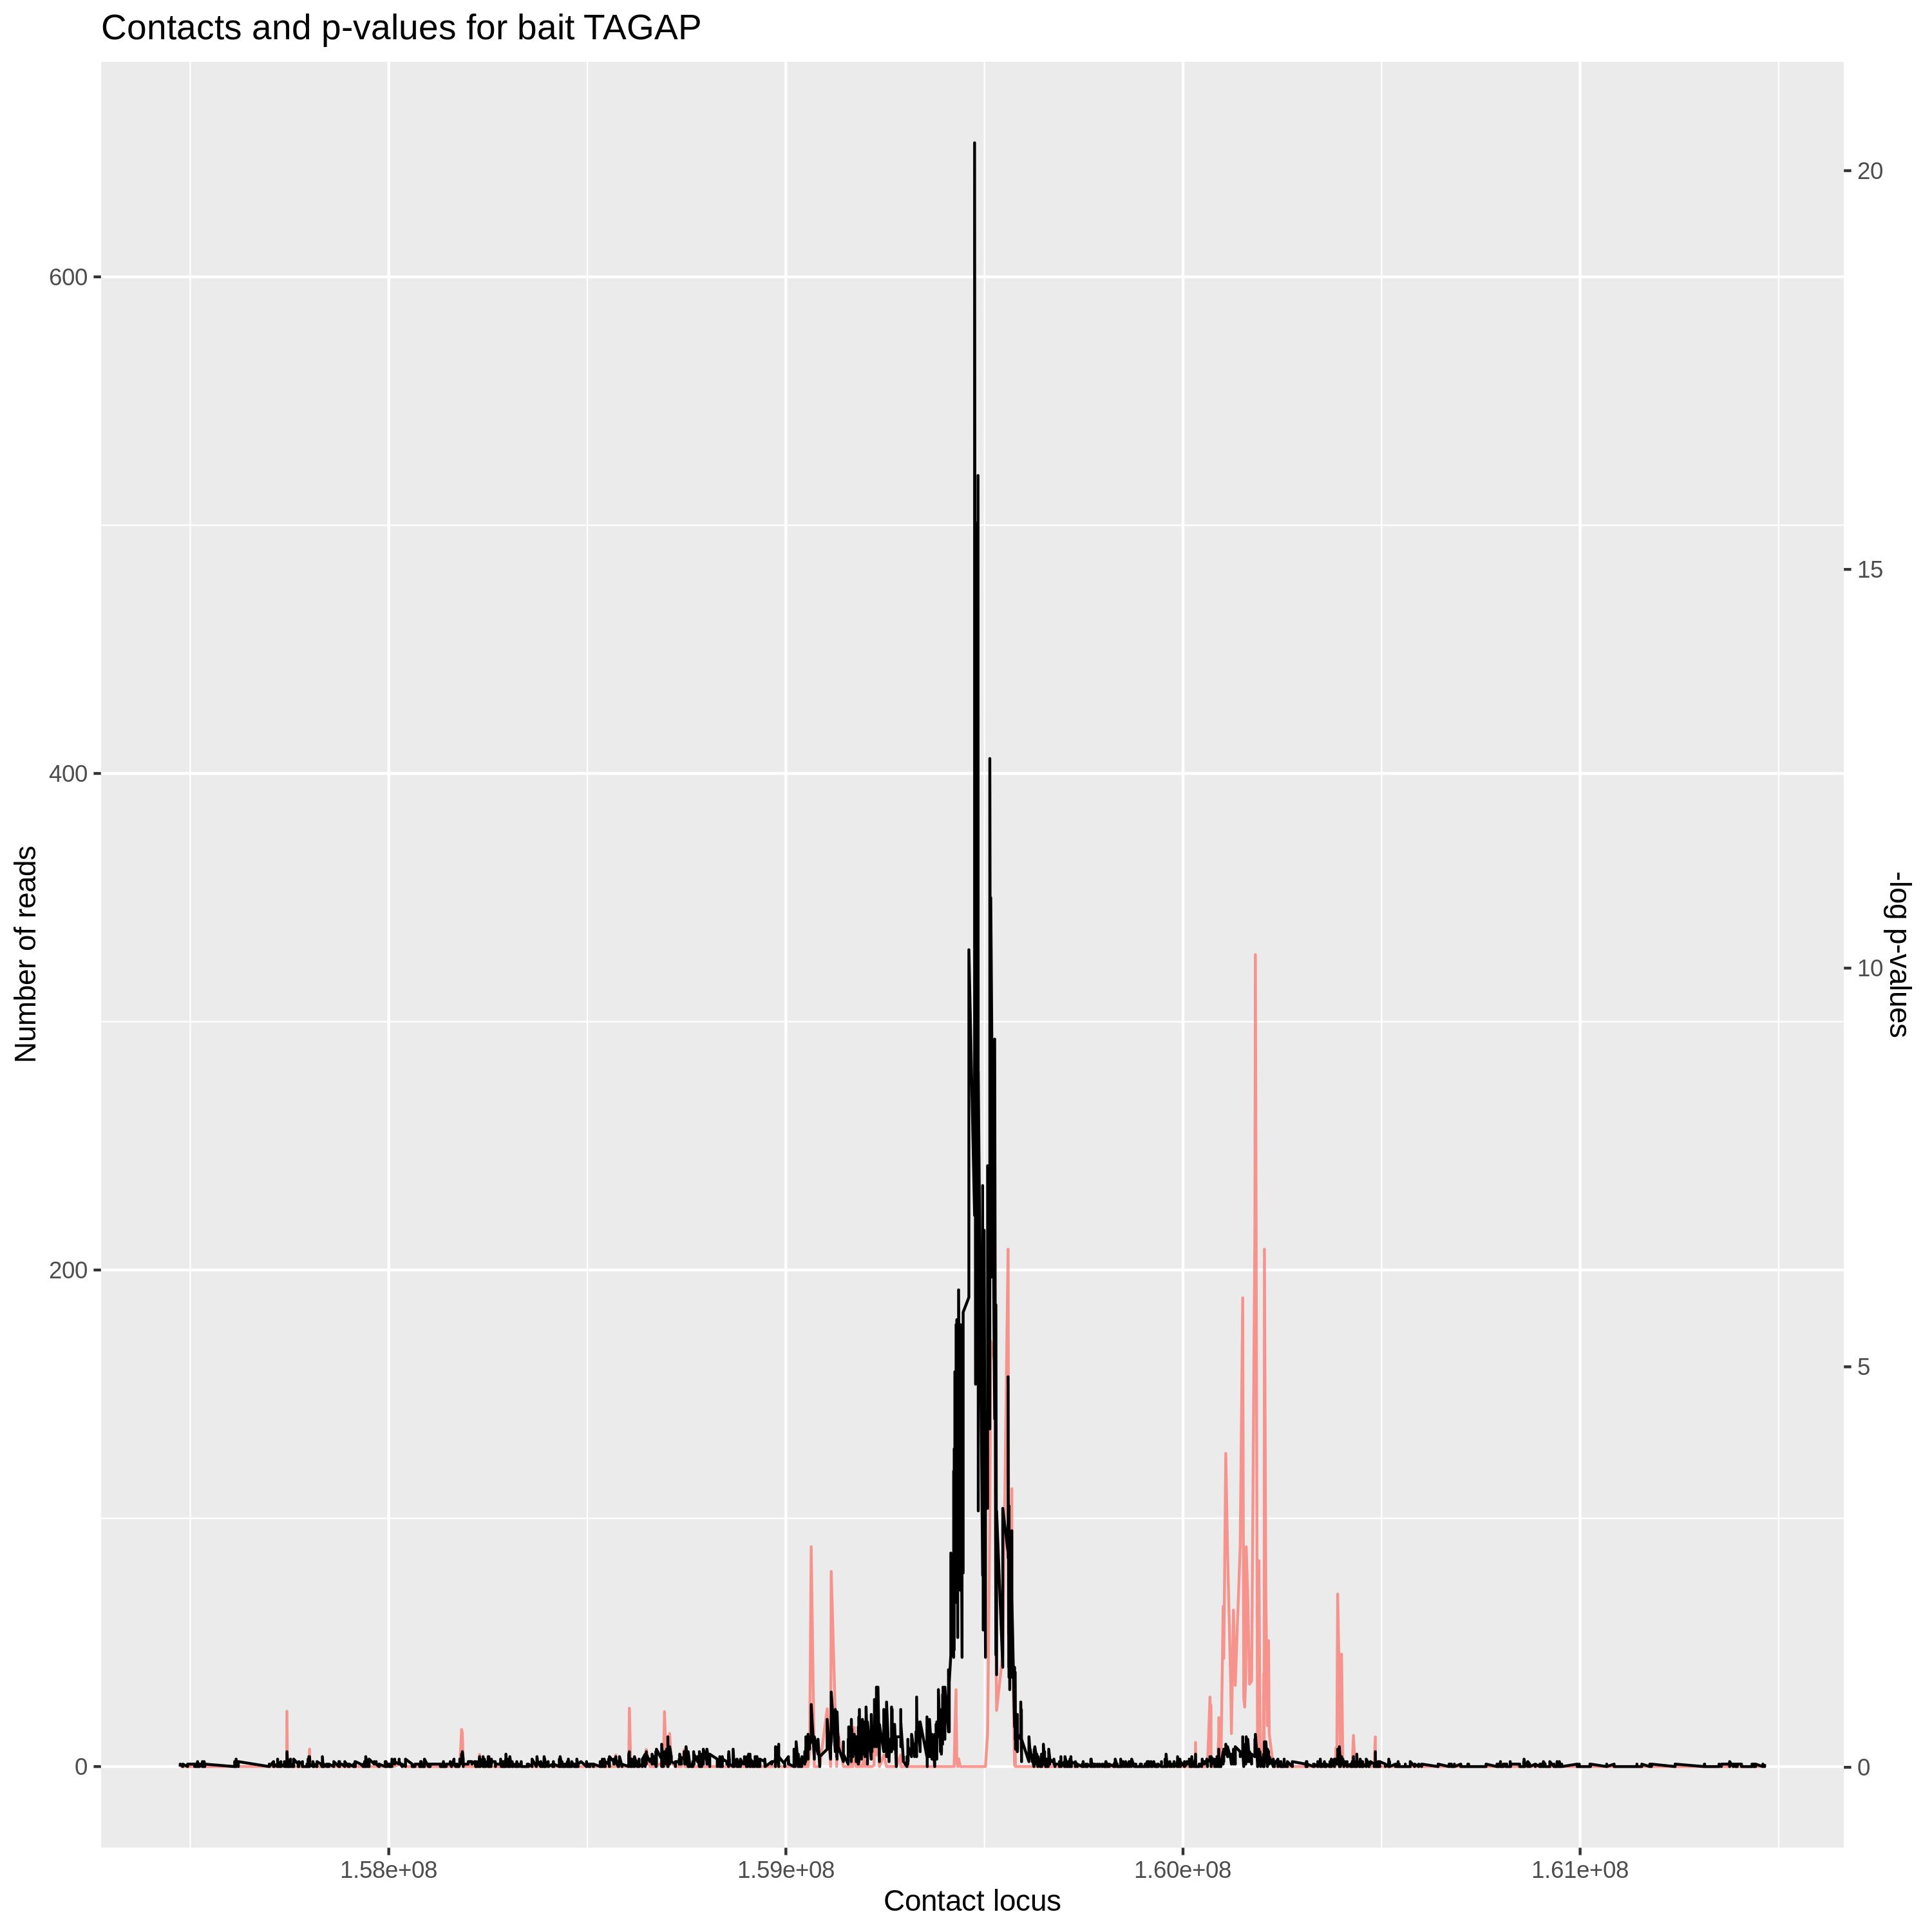 Contacts and p-values for bait TAGAP
Number of reads
600
400
200
0
20
15
10
5
0
-log p-values
1.58e+08
1.59e+08
1.60e+08
1.61e+08
Contact locus